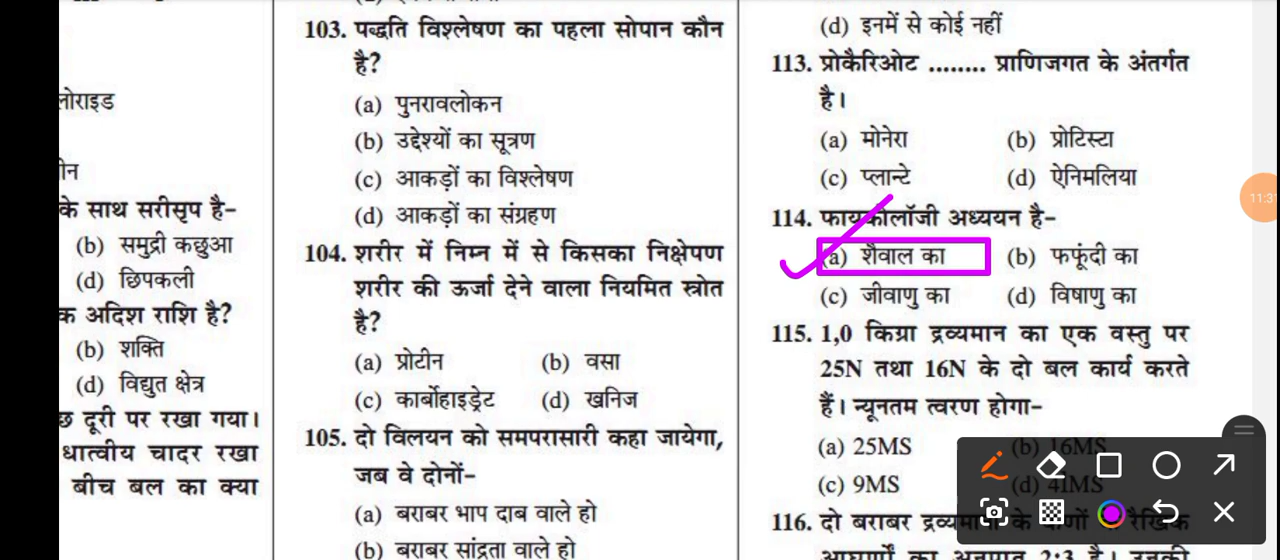 लोराइड
के साथ सरीसृप है–
(b) समुद्री कछुआ
(d) छिपकली
क अदिश राशि है?
(b) शक्ति
(d) विद्युत क्षेत्र
छ दूरी पर रखा गया।
धात्वीय चादर रखा
बीच बल का क्या
103. पद्धति विश्लेषण का पहला सोपान कौन
है?
(a) पुनरावलोकन
(b) उद्देश्यों का सूत्रण
(c) आकड़ों का विश्लेषण
(d) आकड़ों का संग्रहण
104. शरीर में निम्न में से किसका निक्षेपण
शरीर की ऊर्जा देने वाला नियमित स्त्रोत
है?
(a) प्रोटीन (b) वसा
(c) कार्बोहाइड्रेट (d) खनिज
105. दो विलयन को समपरासारी कहा जायेगा,
जब वे दोनों–
(a) बराबर भाप दाब वाले हो
(b) बराबर सांद्रता वाले हो
(d) इनमें से कोई नहीं
113. प्रोकैरिओट ........ प्राणिजगत के अंतर्गत
है।
(a) मोनेरा (b) प्रोटिस्टा
(c) प्लान्टे (d) ऐनिमलिया
114. फायकोलॉजी अध्ययन है–
(a) शैवाल का (b) फफूंदी का
(c) जीवाणु का (d) विषाणु का
115. 1,0 किग्रा द्रव्यमान का एक वस्तु पर
25N तथा 16N के दो बल कार्य करते
हैं। न्यूनतम त्वरण होगा–
(a) 25MS (b) 16MS
(c) 9MS (d) 41MS
116. दो बराबर द्रव्यमानों के
2:3 है।